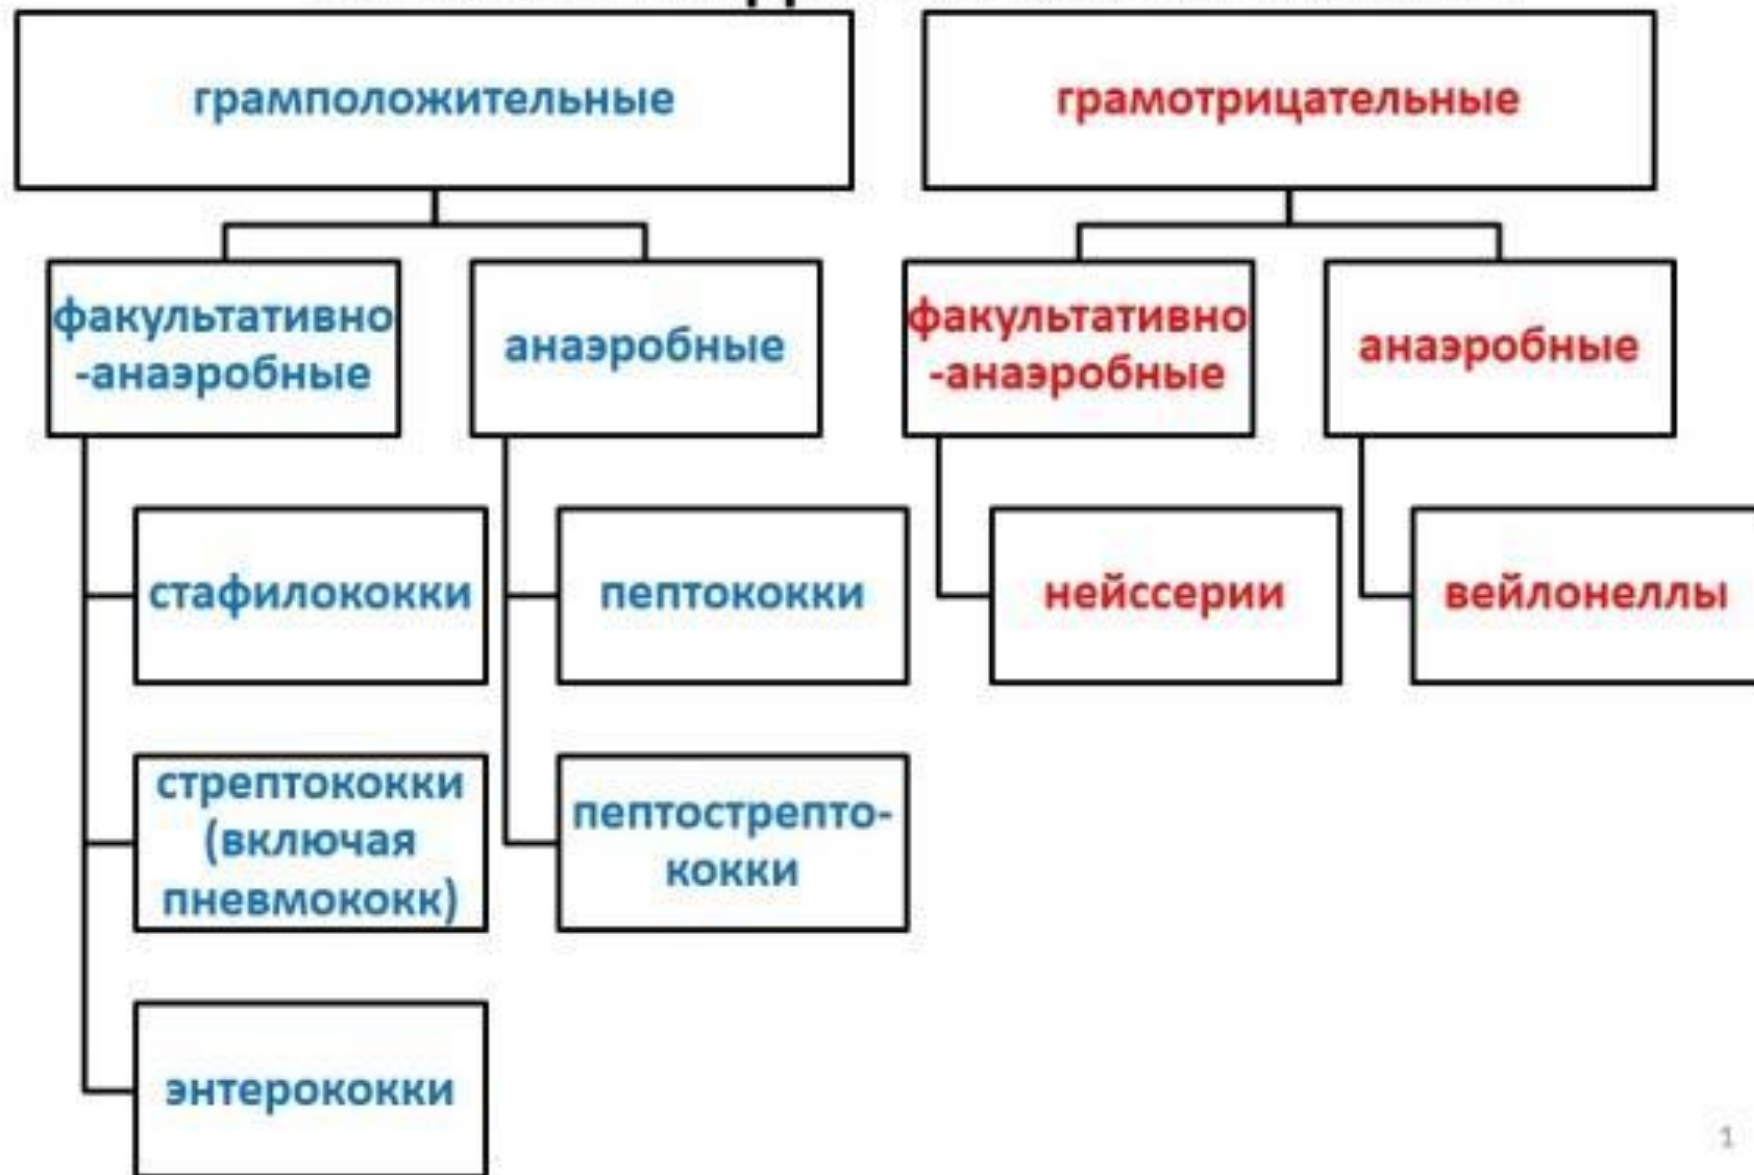 грамположительные
грамотрицательные
факультативно
-анаэробные
анаэробные
факультативно
-анаэробные
анаэробные
стафилококки
пептококки
нейссерии
вейлонеллы
стрептококки
(включая
пневмококк)
пептострепто-
кокки
энтерококки
1